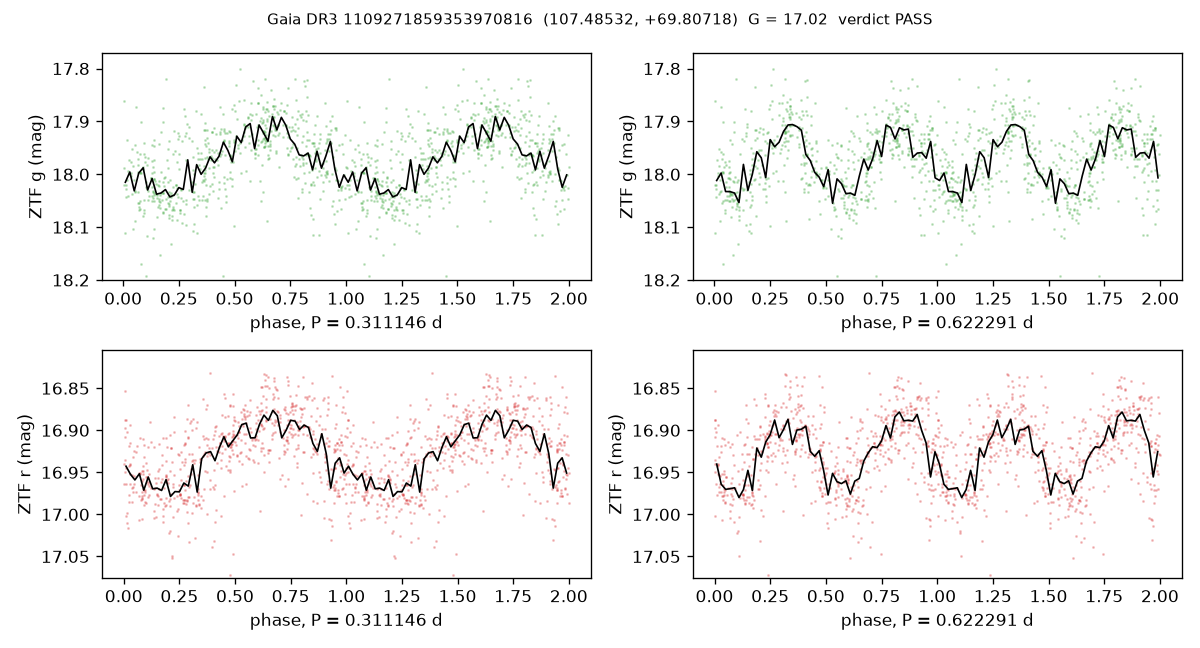 Gaia DR3 1109271859353970816 (107.48532, +69.80718) G = 17.02 verdict PASS
ZTF g (mag)
17.8
17.9
18.0
18.1
18.2
0.00 0.25 0.50 0.75 1.00 1.25 1.50 1.75 2.00
phase, P = 0.311146 d
ZTF g (mag)
17.8
17.9
18.0
18.1
18.2
0.00 0.25 0.50 0.75 1.00 1.25 1.50 1.75 2.00
phase, P = 0.622291 d
ZTF r (mag)
16.85
16.90
16.95
17.00
17.05
0.00 0.25 0.50 0.75 1.00 1.25 1.50 1.75 2.00
phase, P = 0.311146 d
ZTF r (mag)
16.85
16.90
16.95
17.00
17.05
0.00 0.25 0.50 0.75 1.00 1.25 1.50 1.75 2.00
phase, P = 0.622291 d